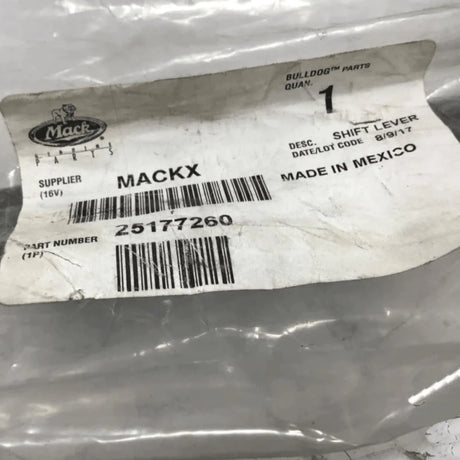 BULLDOG™ PARTS
QUAN. 1
Mack
PARTS
DESC. SHIFT LEVER
DATE/LOT CODE 8/9/17
SUPPLIER MACKX
(16V)
MADE IN MEXICO
PART NUMBER 25177260
(1P)